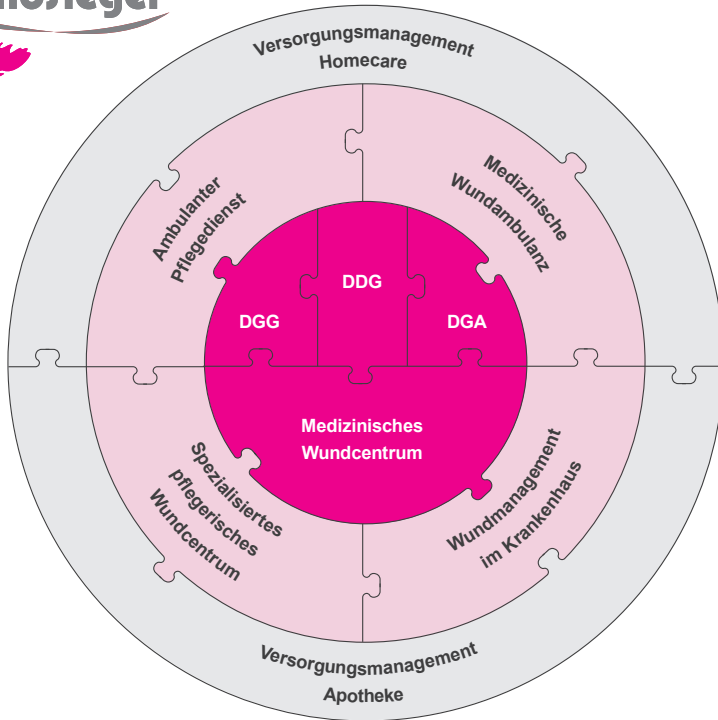 Versorgungsmanagement
Homecare
Ambulanter
Pflegedienst
Medizinische
Wundambulanz
DGG
DDG
DGA
Medizinisches
Wundcentrum
Spezialisiertes
pflegerisches
Wundcentrum
Wundmanagement
im Krankenhaus
Versorgungsmanagement
Apotheke